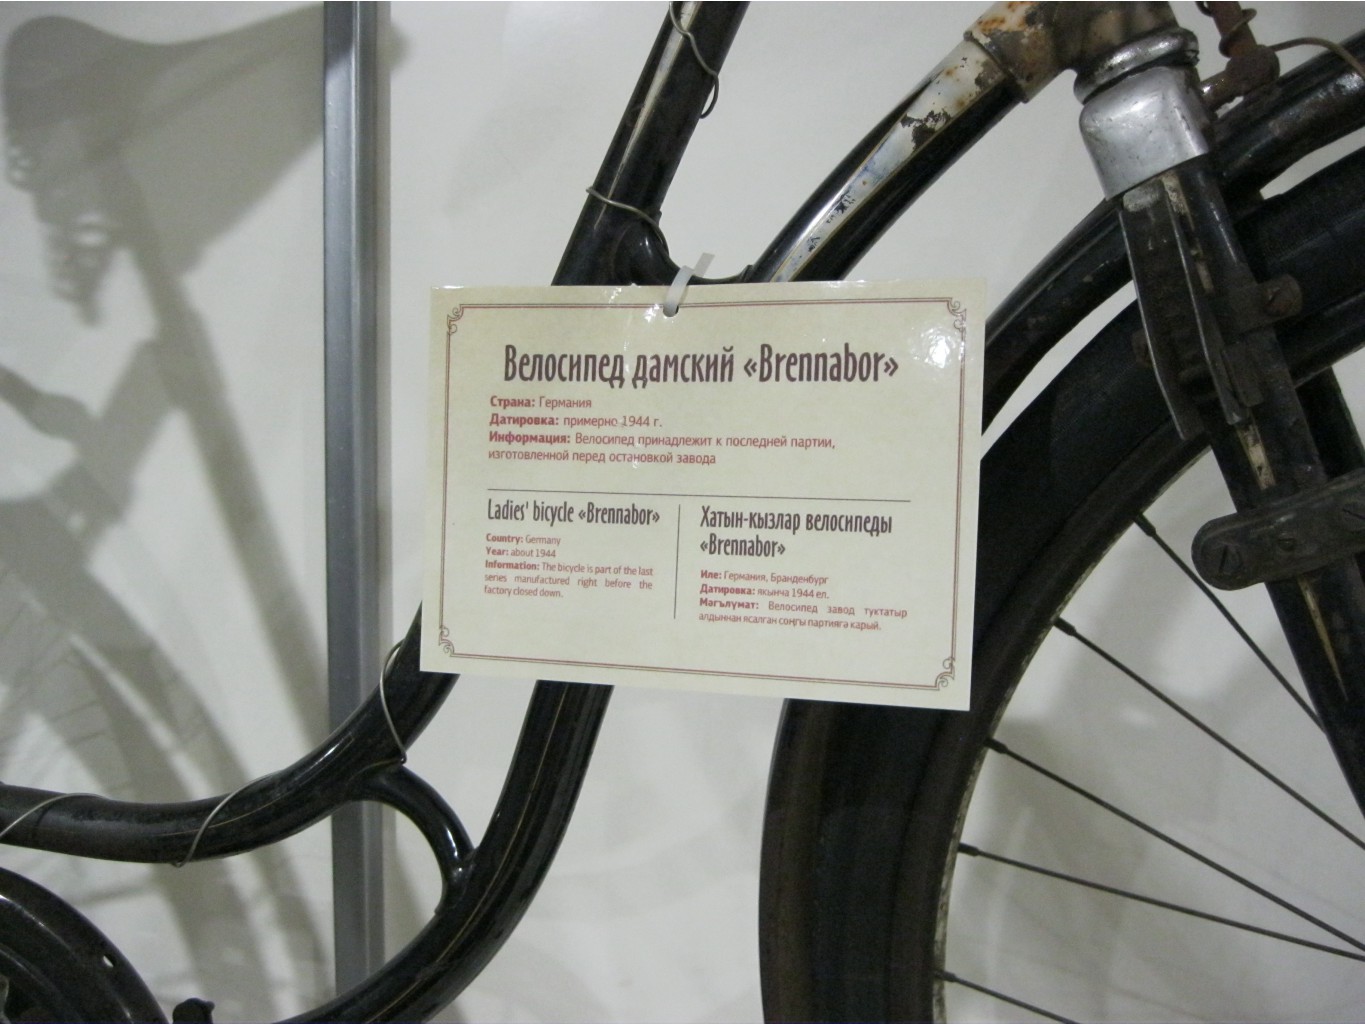 Велосипед дамский «Brennabor»
Страна: Германия
Датировка: примерно 1944 г.
Информация: Велосипед принадлежит к последней партии,
изготовленной перед остановкой завода
Ladies' bicycle «Brennabor»
Country: Germany
Year: about 1944
Information: The bicycle is part of the last
series manufactured right before the
factory closed down.
Хатын-кызлар велосипеды
«Brennabor»
Иле: Германия, Бранденбург
Датировка: якынча 1944 ел.
Мәгълумат: Велосипед завод туктатыр
алдыннан ясалган соңгы партиягә карый.